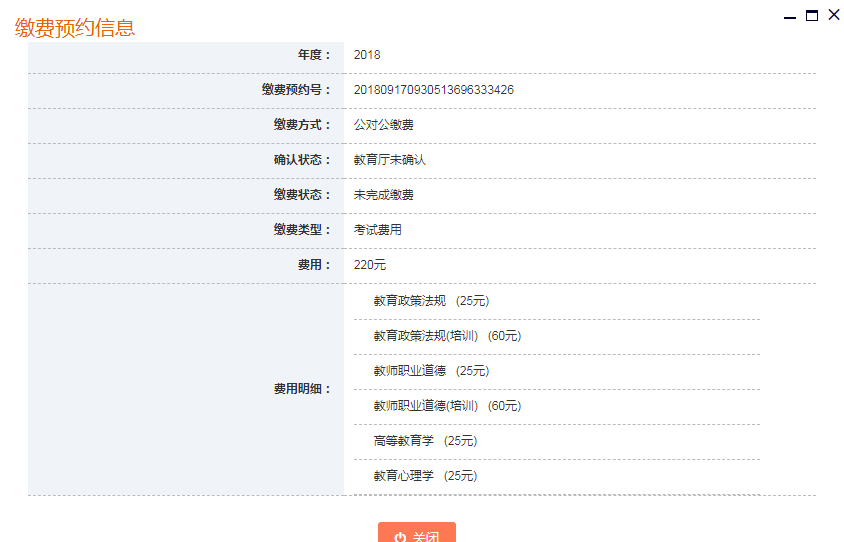 缴费预约信息
年度： 2018
缴费预约号： 201809170930513696333426
缴费方式： 公对公缴费
确认状态： 教育厅未确认
缴费状态： 未完成缴费
缴费类型： 考试费用
费用： 220元
教育政策法规 (25元)
教育政策法规(培训) (60元)
教师职业道德 (25元)
费用明细：
教师职业道德(培训) (60元)
高等教育学 (25元)
教育心理学 (25元)
关闭